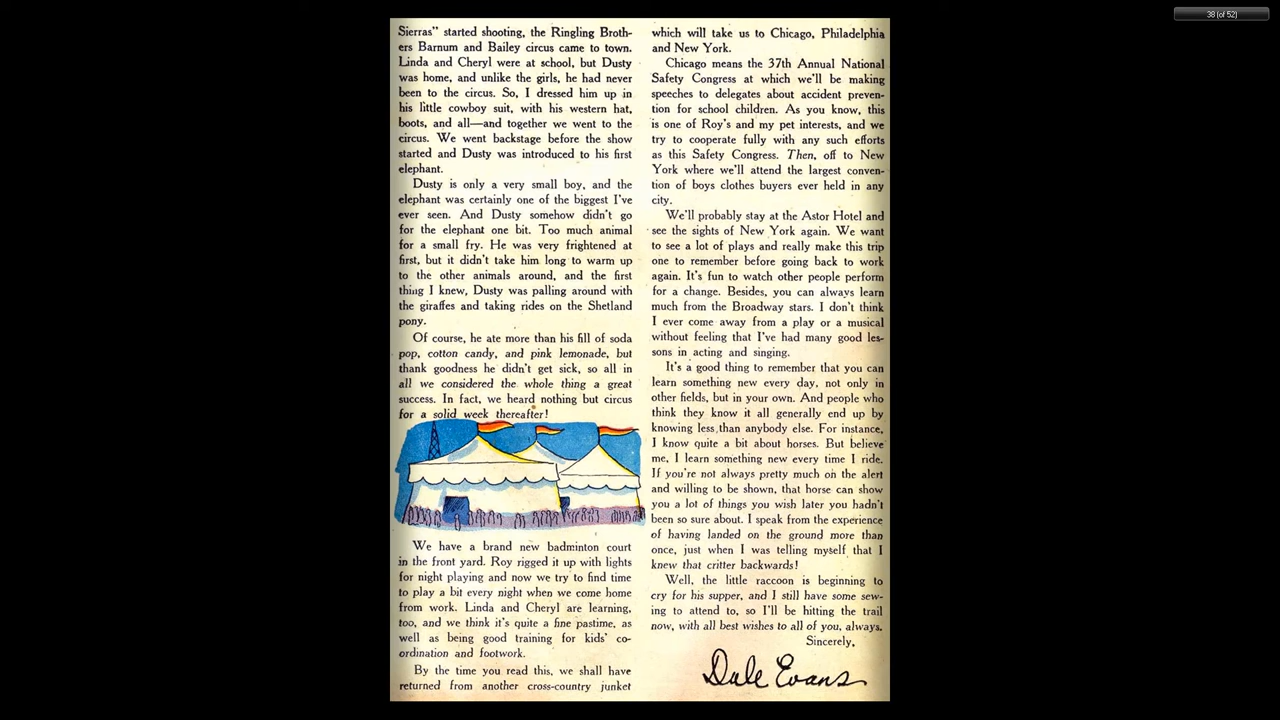 38 (of 52)
Sierras" started shooting, the Ringling Broth-
ers Barnum and Bailey circus came to town.
Linda and Cheryl were at school, but Dusty
was home, and unlike the girls, he had never
been to the circus. So, I dressed him up in
his little cowboy suit, with his western hat,
boots, and all—and together we went to the
circus. We went backstage before the show
started and Dusty was introduced to his first
elephant.
Dusty is only a very small boy, and the
elephant was certainly one of the biggest I've
ever seen. And Dusty somehow didn't go
for the elephant one bit. Too much animal
for a small fry. He was very frightened at
first, but it didn't take him long to warm up
to the other animals around, and the first
thing I knew, Dusty was palling around with
the giraffes and taking rides on the Shetland
pony.
Of course, he ate more than his fill of soda
pop, cotton candy, and pink lemonade, but
thank goodness he didn't get sick, so all in
all we considered the whole thing a great
success. In fact, we heard nothing but circus
for a solid week thereafter!
We have a brand new badminton court
in the front yard. Roy rigged it up with lights
for night playing and now we try to find time
to play a bit every night when we come home
from work. Linda and Cheryl are learning,
too, and we think it's quite a fine pastime, as
well as being good training for kids' co-
ordination and footwork.
By the time you read this, we shall have
returned from another cross-country junket
which will take us to Chicago, Philadelphia
and New York.
Chicago means the 37th Annual National
Safety Congress at which we'll be making
speeches to delegates about accident preven-
tion for school children. As you know, this
is one of Roy's and my pet interests, and we
try to cooperate fully with any such efforts
as this Safety Congress. Then, off to New
York where we'll attend the largest conven-
tion of boys clothes buyers ever held in any
city.
We'll probably stay at the Astor Hotel and
see the sights of New York again. We want
to see a lot of plays and really make this trip
one to remember before going back to work
again. It's fun to watch other people perform
for a change. Besides, you can always learn
much from the Broadway stars. I don't think
I ever come away from a play or a musical
without feeling that I've had many good les-
sons in acting and singing.
It's a good thing to remember that you can
learn something new every day, not only in
other fields, but in your own. And people who
think they know it all generally end up by
knowing less than anybody else. For instance,
I know quite a bit about horses. But believe
me, I learn something new every time I ride.
If you're not always pretty much on the alert
and willing to be shown, that horse can show
you a lot of things you wish later you hadn't
been so sure about. I speak from the experience
of having landed on the ground more than
once, just when I was telling myself that I
knew that critter backwards!
Well, the little raccoon is beginning to
cry for his supper, and I still have some sew-
ing to attend to, so I'll be hitting the trail
now, with all best wishes to all of you, always.
Sincerely,
Dale Evans